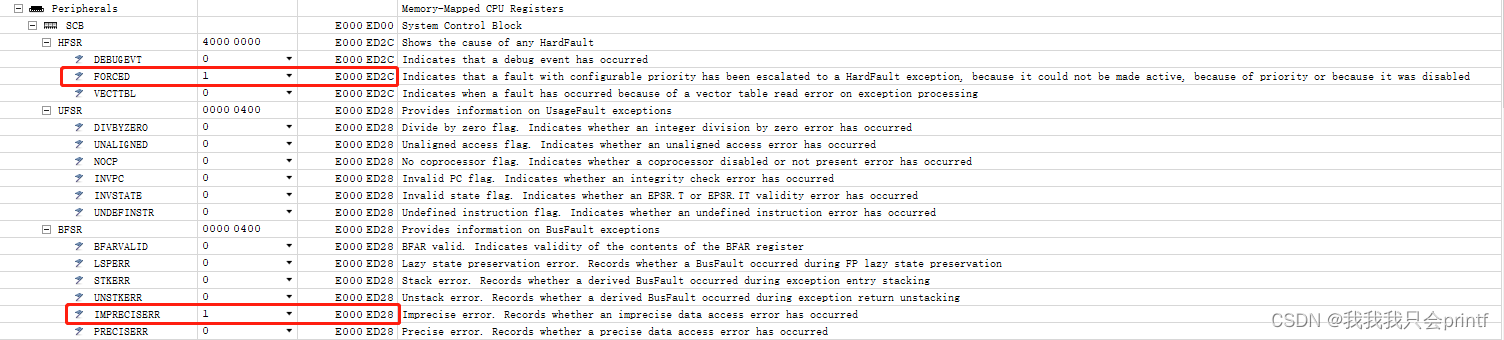 Peripherals Memory-Mapped CPU Registers
SCB E000 ED00 System Control Block
HFSR 4000 0000 E000 ED2C Shows the cause of any HardFault
DEBUGEVT 0 E000 ED2C Indicates that a debug event has occurred
FORCED 1 E000 ED2C Indicates that a fault with configurable priority has been escalated to a HardFault exception, because it could not be made active, because of priority or because it was disabled
VECTTBL 0 E000 ED2C Indicates when a fault has occurred because of a vector table read error on exception processing
UFSR 0000 0400 E000 ED28 Provides information on UsageFault exceptions
DIVBYZERO 0 E000 ED28 Divide by zero flag. Indicates whether an integer division by zero error has occurred
UNALIGNED 0 E000 ED28 Unaligned access flag. Indicates whether an unaligned access error has occurred
NOCP 0 E000 ED28 No coprocessor flag. Indicates whether a coprocessor disabled or not present error has occurred
INVPC 0 E000 ED28 Invalid PC flag. Indicates whether an integrity check error has occurred
INVSTATE 0 E000 ED28 Invalid state flag. Indicates whether an EPSR.T or EPSR.IT validity error has occurred
UNDEFINSTR 0 E000 ED28 Undefined instruction flag. Indicates whether an undefined instruction error has occurred
BFSR 0000 0400 E000 ED28 Provides information on BusFault exceptions
BFARVALID 0 E000 ED28 BFAR valid. Indicates validity of the contents of the BFAR register
LSPERR 0 E000 ED28 Lazy state preservation error. Records whether a BusFault occurred during FP lazy state preservation
STKERR 0 E000 ED28 Stack error. Records whether a derived BusFault occurred during exception entry stacking
UNSTKERR 0 E000 ED28 Unstack error. Records whether a derived BusFault occurred during exception return unstacking
IMPRECISERR 1 E000 ED28 Imprecise error. Records whether an imprecise data access error has occurred
PRECISERR 0 E000 ED28 Precise error. Records whether a precise data access error has occurred
CSDN @我我我只会printf